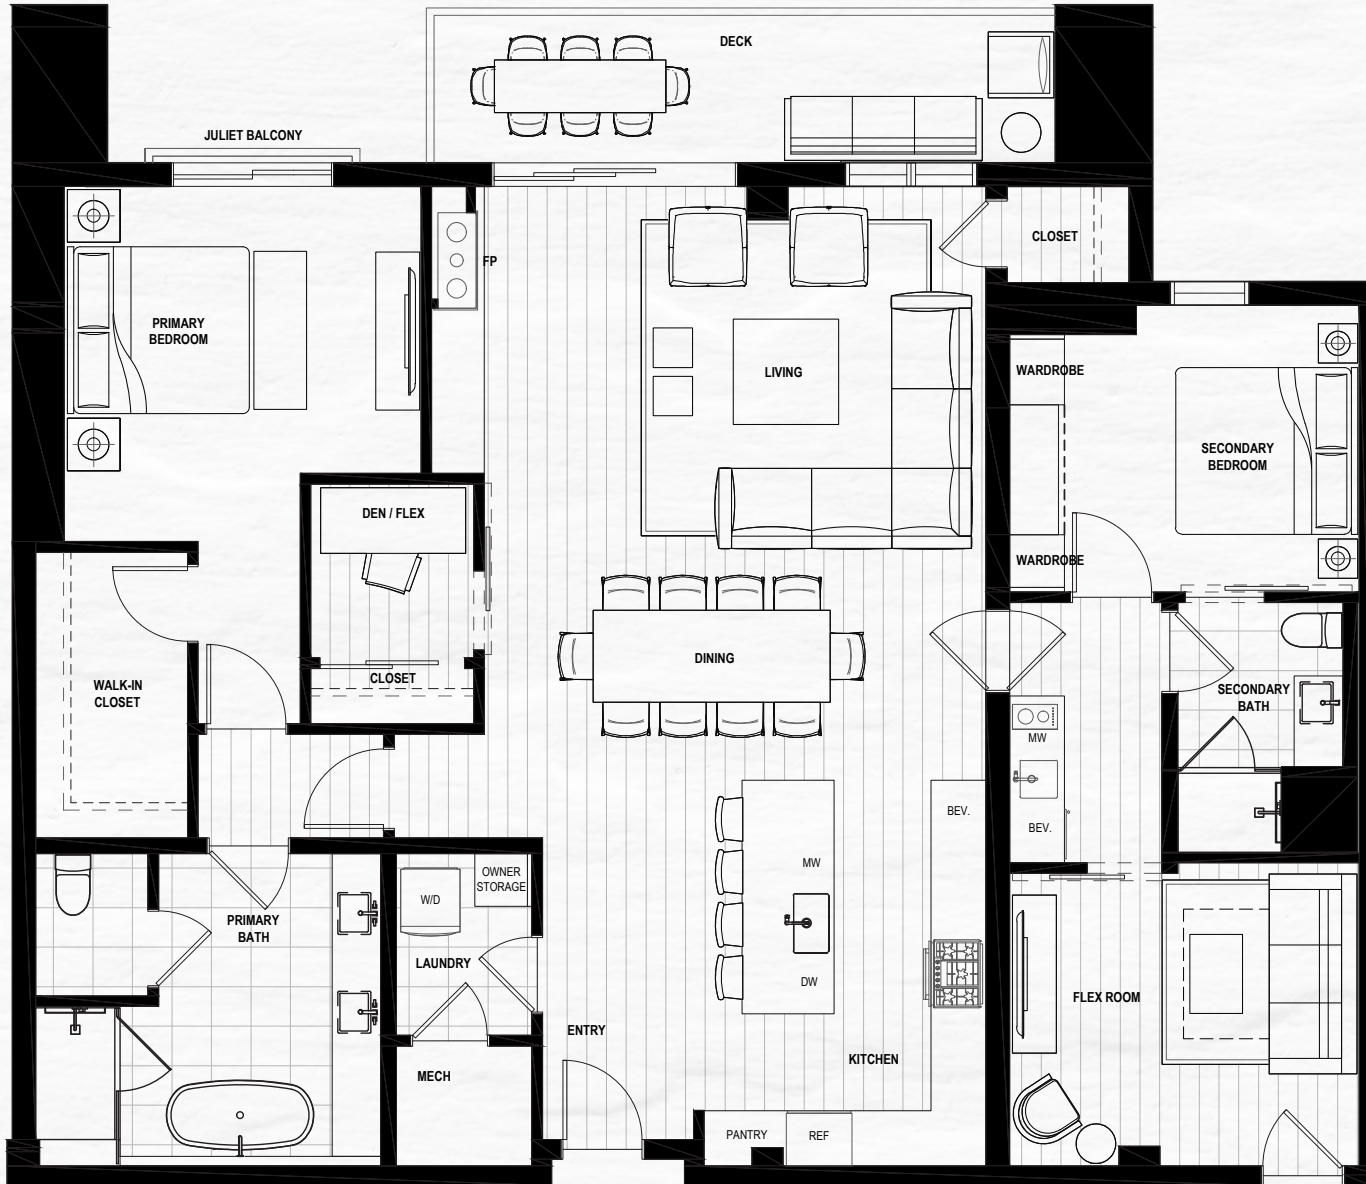 DECK
JULIET BALCONY
CLOSET
FP
PRIMARY
BEDROOM
LIVING
WARDROBE
SECONDARY
BEDROOM
DEN / FLEX
WARDROBE
DINING
CLOSET
WALK-IN
CLOSET
SECONDARY
BATH
MW
BEV.
BEV.
MW
OWNER
STORAGE
W/D
PRIMARY
BATH
LAUNDRY
DW
FLEX ROOM
ENTRY
KITCHEN
MECH
PANTRY
REF